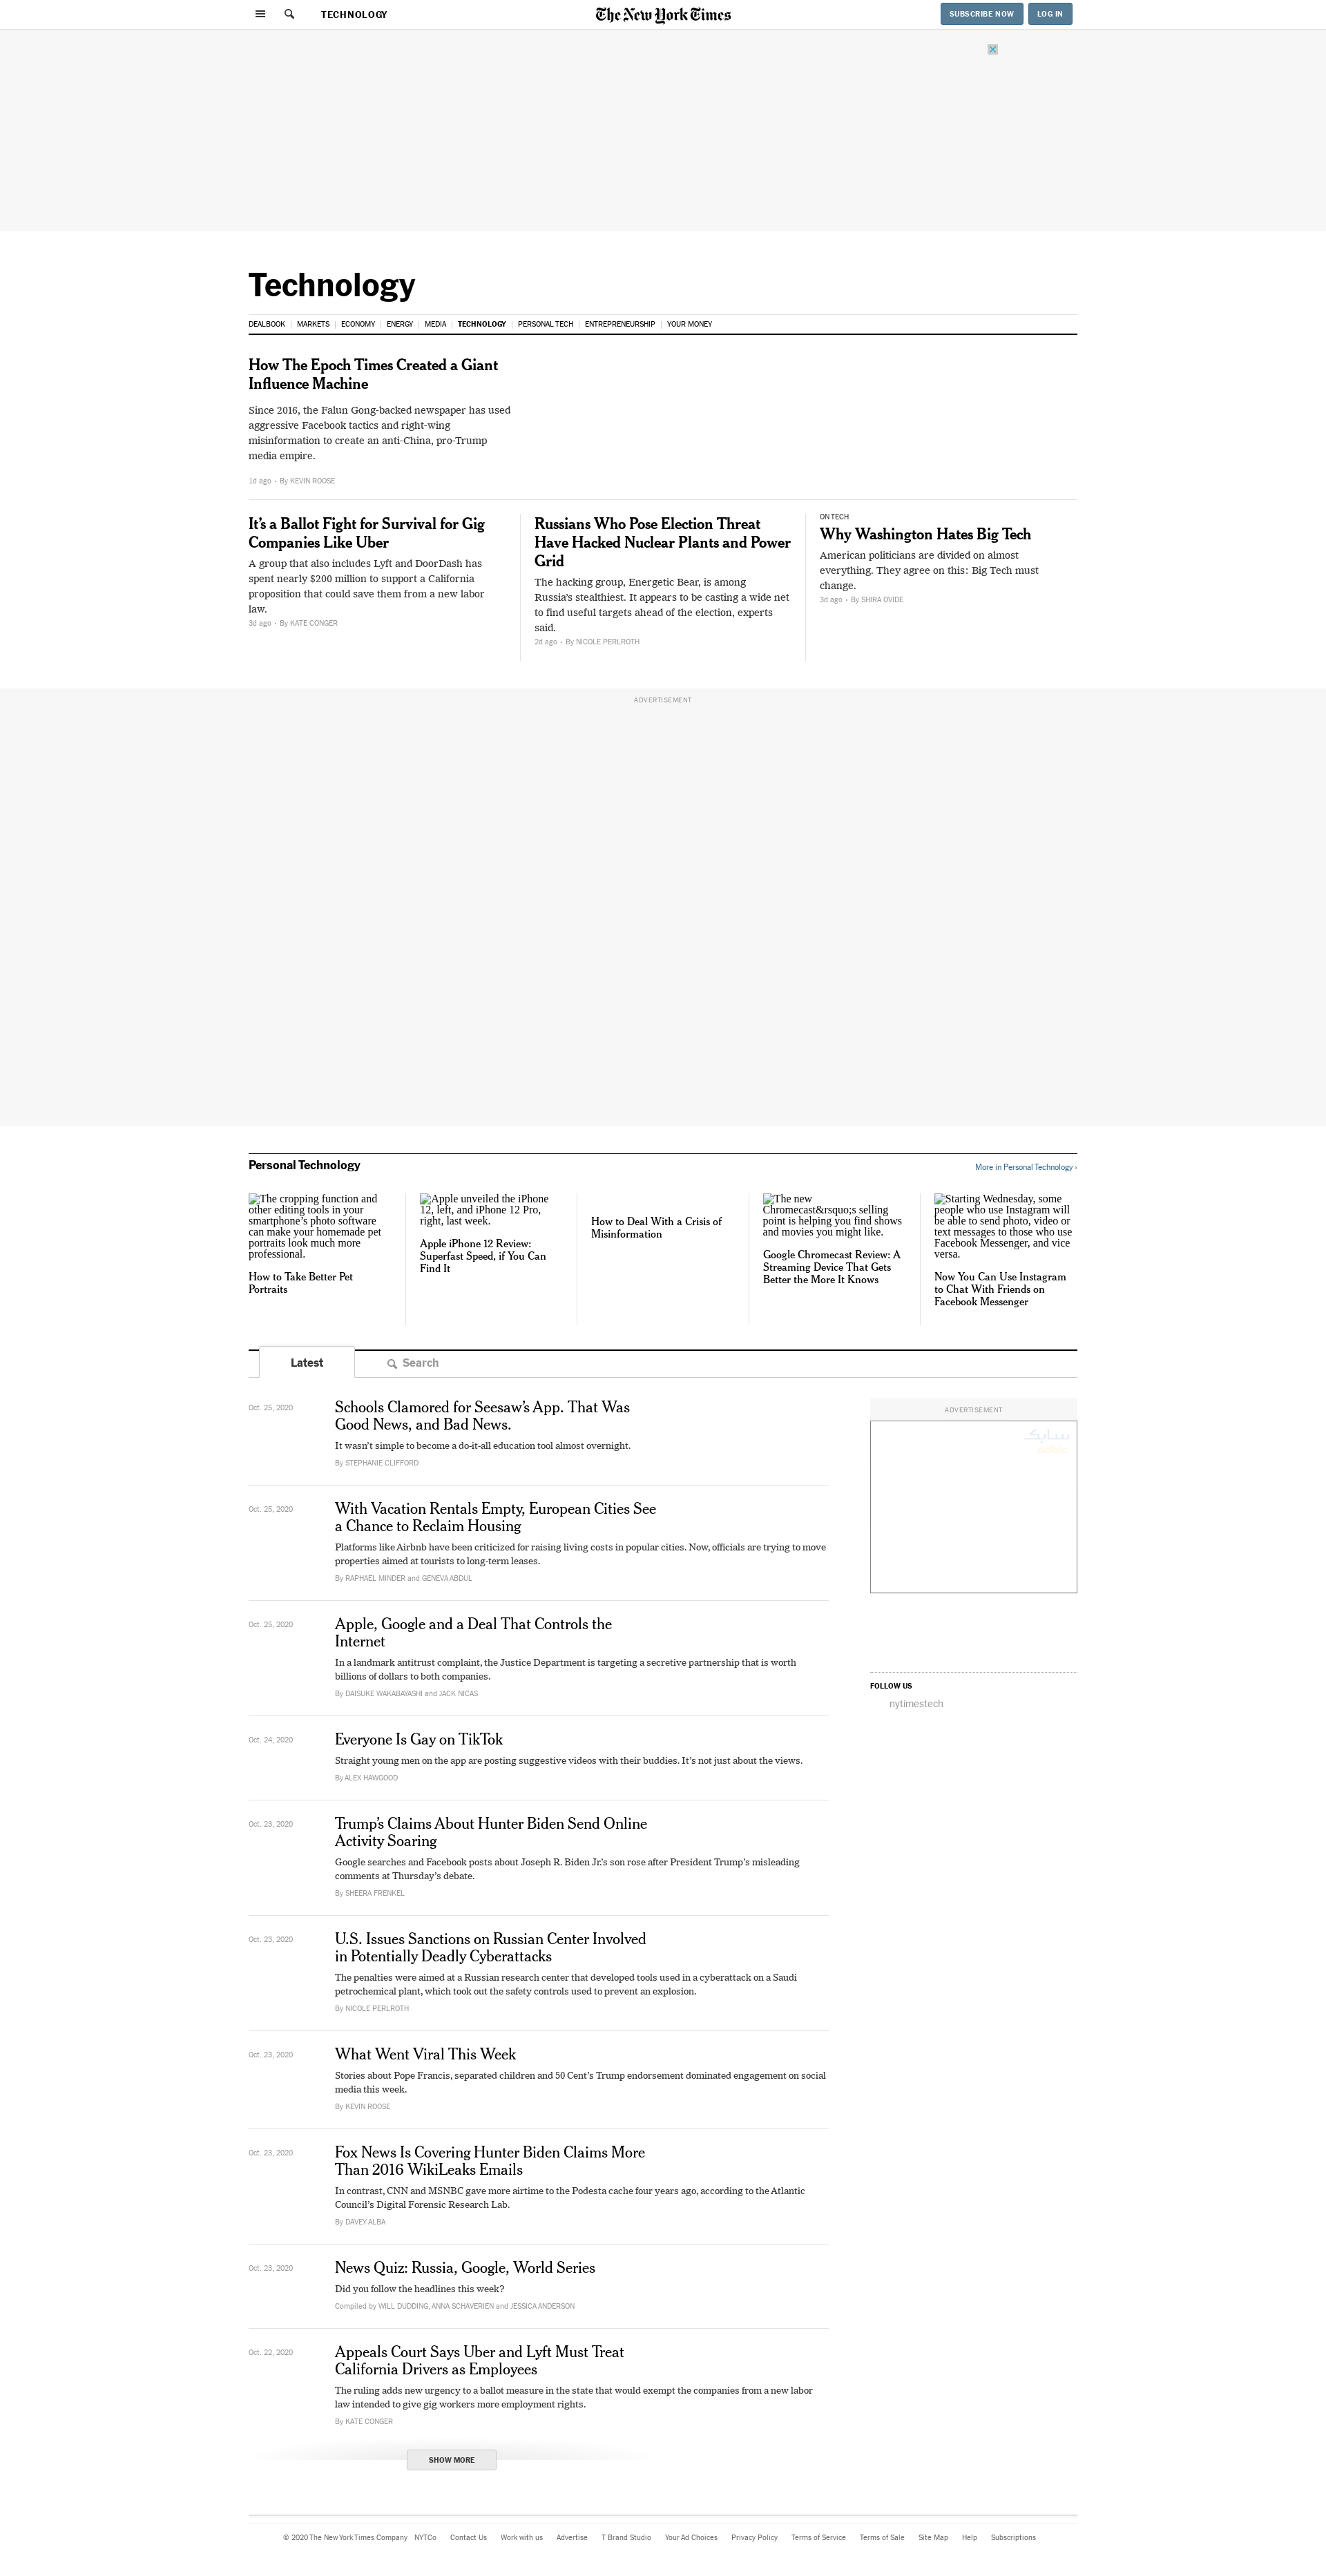 TECHNOLOGY
The New York Times
SUBSCRIBE NOW
LOG IN
Technology
DEALBOOK | MARKETS | ECONOMY | ENERGY | MEDIA | TECHNOLOGY | PERSONAL TECH | ENTREPRENEURSHIP | YOUR MONEY
How The Epoch Times Created a Giant
Influence Machine
Since 2016, the Falun Gong-backed newspaper has used
aggressive Facebook tactics and right-wing
misinformation to create an anti-China, pro-Trump
media empire.
1d ago • By KEVIN ROOSE
It’s a Ballot Fight for Survival for Gig
Companies Like Uber
A group that also includes Lyft and DoorDash has
spent nearly $200 million to support a California
proposition that could save them from a new labor
law.
3d ago • By KATE CONGER
Russians Who Pose Election Threat
Have Hacked Nuclear Plants and Power
Grid
The hacking group, Energetic Bear, is among
Russia’s stealthiest. It appears to be casting a wide net
to find useful targets ahead of the election, experts
said.
2d ago • By NICOLE PERLROTH
ON TECH
Why Washington Hates Big Tech
American politicians are divided on almost
everything. They agree on this: Big Tech must
change.
3d ago • By SHIRA OVIDE
ADVERTISEMENT
Personal Technology
More in Personal Technology ›
The cropping function and
other editing tools in your
smartphone’s photo software
can make your homemade pet
portraits look much more
professional.
How to Take Better Pet
Portraits
Apple unveiled the iPhone
12, left, and iPhone 12 Pro,
right, last week.
Apple iPhone 12 Review:
Superfast Speed, if You Can
Find It
How to Deal With a Crisis of
Misinformation
The new
Chromecast&rsquo;s selling
point is helping you find shows
and movies you might like.
Google Chromecast Review: A
Streaming Device That Gets
Better the More It Knows
Starting Wednesday, some
people who use Instagram will
be able to send photo, video or
text messages to those who use
Facebook Messenger, and vice
versa.
Now You Can Use Instagram
to Chat With Friends on
Facebook Messenger
Latest
Search
Oct. 25, 2020
Schools Clamored for Seesaw’s App. That Was
Good News, and Bad News.
It wasn’t simple to become a do-it-all education tool almost overnight.
By STEPHANIE CLIFFORD
Oct. 25, 2020
With Vacation Rentals Empty, European Cities See
a Chance to Reclaim Housing
Platforms like Airbnb have been criticized for raising living costs in popular cities. Now, officials are trying to move
properties aimed at tourists to long-term leases.
By RAPHAEL MINDER and GENEVA ABDUL
Oct. 25, 2020
Apple, Google and a Deal That Controls the
Internet
In a landmark antitrust complaint, the Justice Department is targeting a secretive partnership that is worth
billions of dollars to both companies.
By DAISUKE WAKABAYASHI and JACK NICAS
Oct. 24, 2020
Everyone Is Gay on TikTok
Straight young men on the app are posting suggestive videos with their buddies. It’s not just about the views.
By ALEX HAWGOOD
Oct. 23, 2020
Trump’s Claims About Hunter Biden Send Online
Activity Soaring
Google searches and Facebook posts about Joseph R. Biden Jr.’s son rose after President Trump’s misleading
comments at Thursday’s debate.
By SHEERA FRENKEL
Oct. 23, 2020
U.S. Issues Sanctions on Russian Center Involved
in Potentially Deadly Cyberattacks
The penalties were aimed at a Russian research center that developed tools used in a cyberattack on a Saudi
petrochemical plant, which took out the safety controls used to prevent an explosion.
By NICOLE PERLROTH
Oct. 23, 2020
What Went Viral This Week
Stories about Pope Francis, separated children and 50 Cent’s Trump endorsement dominated engagement on social
media this week.
By KEVIN ROOSE
Oct. 23, 2020
Fox News Is Covering Hunter Biden Claims More
Than 2016 WikiLeaks Emails
In contrast, CNN and MSNBC gave more airtime to the Podesta cache four years ago, according to the Atlantic
Council’s Digital Forensic Research Lab.
By DAVEY ALBA
Oct. 23, 2020
News Quiz: Russia, Google, World Series
Did you follow the headlines this week?
Compiled by WILL DUDDING, ANNA SCHAVERIEN and JESSICA ANDERSON
Oct. 22, 2020
Appeals Court Says Uber and Lyft Must Treat
California Drivers as Employees
The ruling adds new urgency to a ballot measure in the state that would exempt the companies from a new labor
law intended to give gig workers more employment rights.
By KATE CONGER
SHOW MORE
ADVERTISEMENT
سابك
FOLLOW US
nytimestech
© 2020 The New York Times Company NYTCo Contact Us Work with us Advertise T Brand Studio Your Ad Choices Privacy Policy Terms of Service Terms of Sale Site Map Help Subscriptions